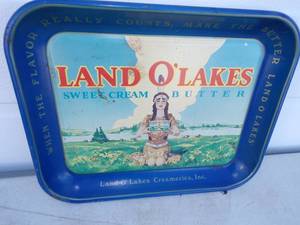 WHEN THE FLAVOR REALLY COUNTS, MAKE THE BETTER LAND O'LAKES
LAND O'LAKES
SWEET CREAM BUTTER
Land O'Lakes Creameries, Inc.